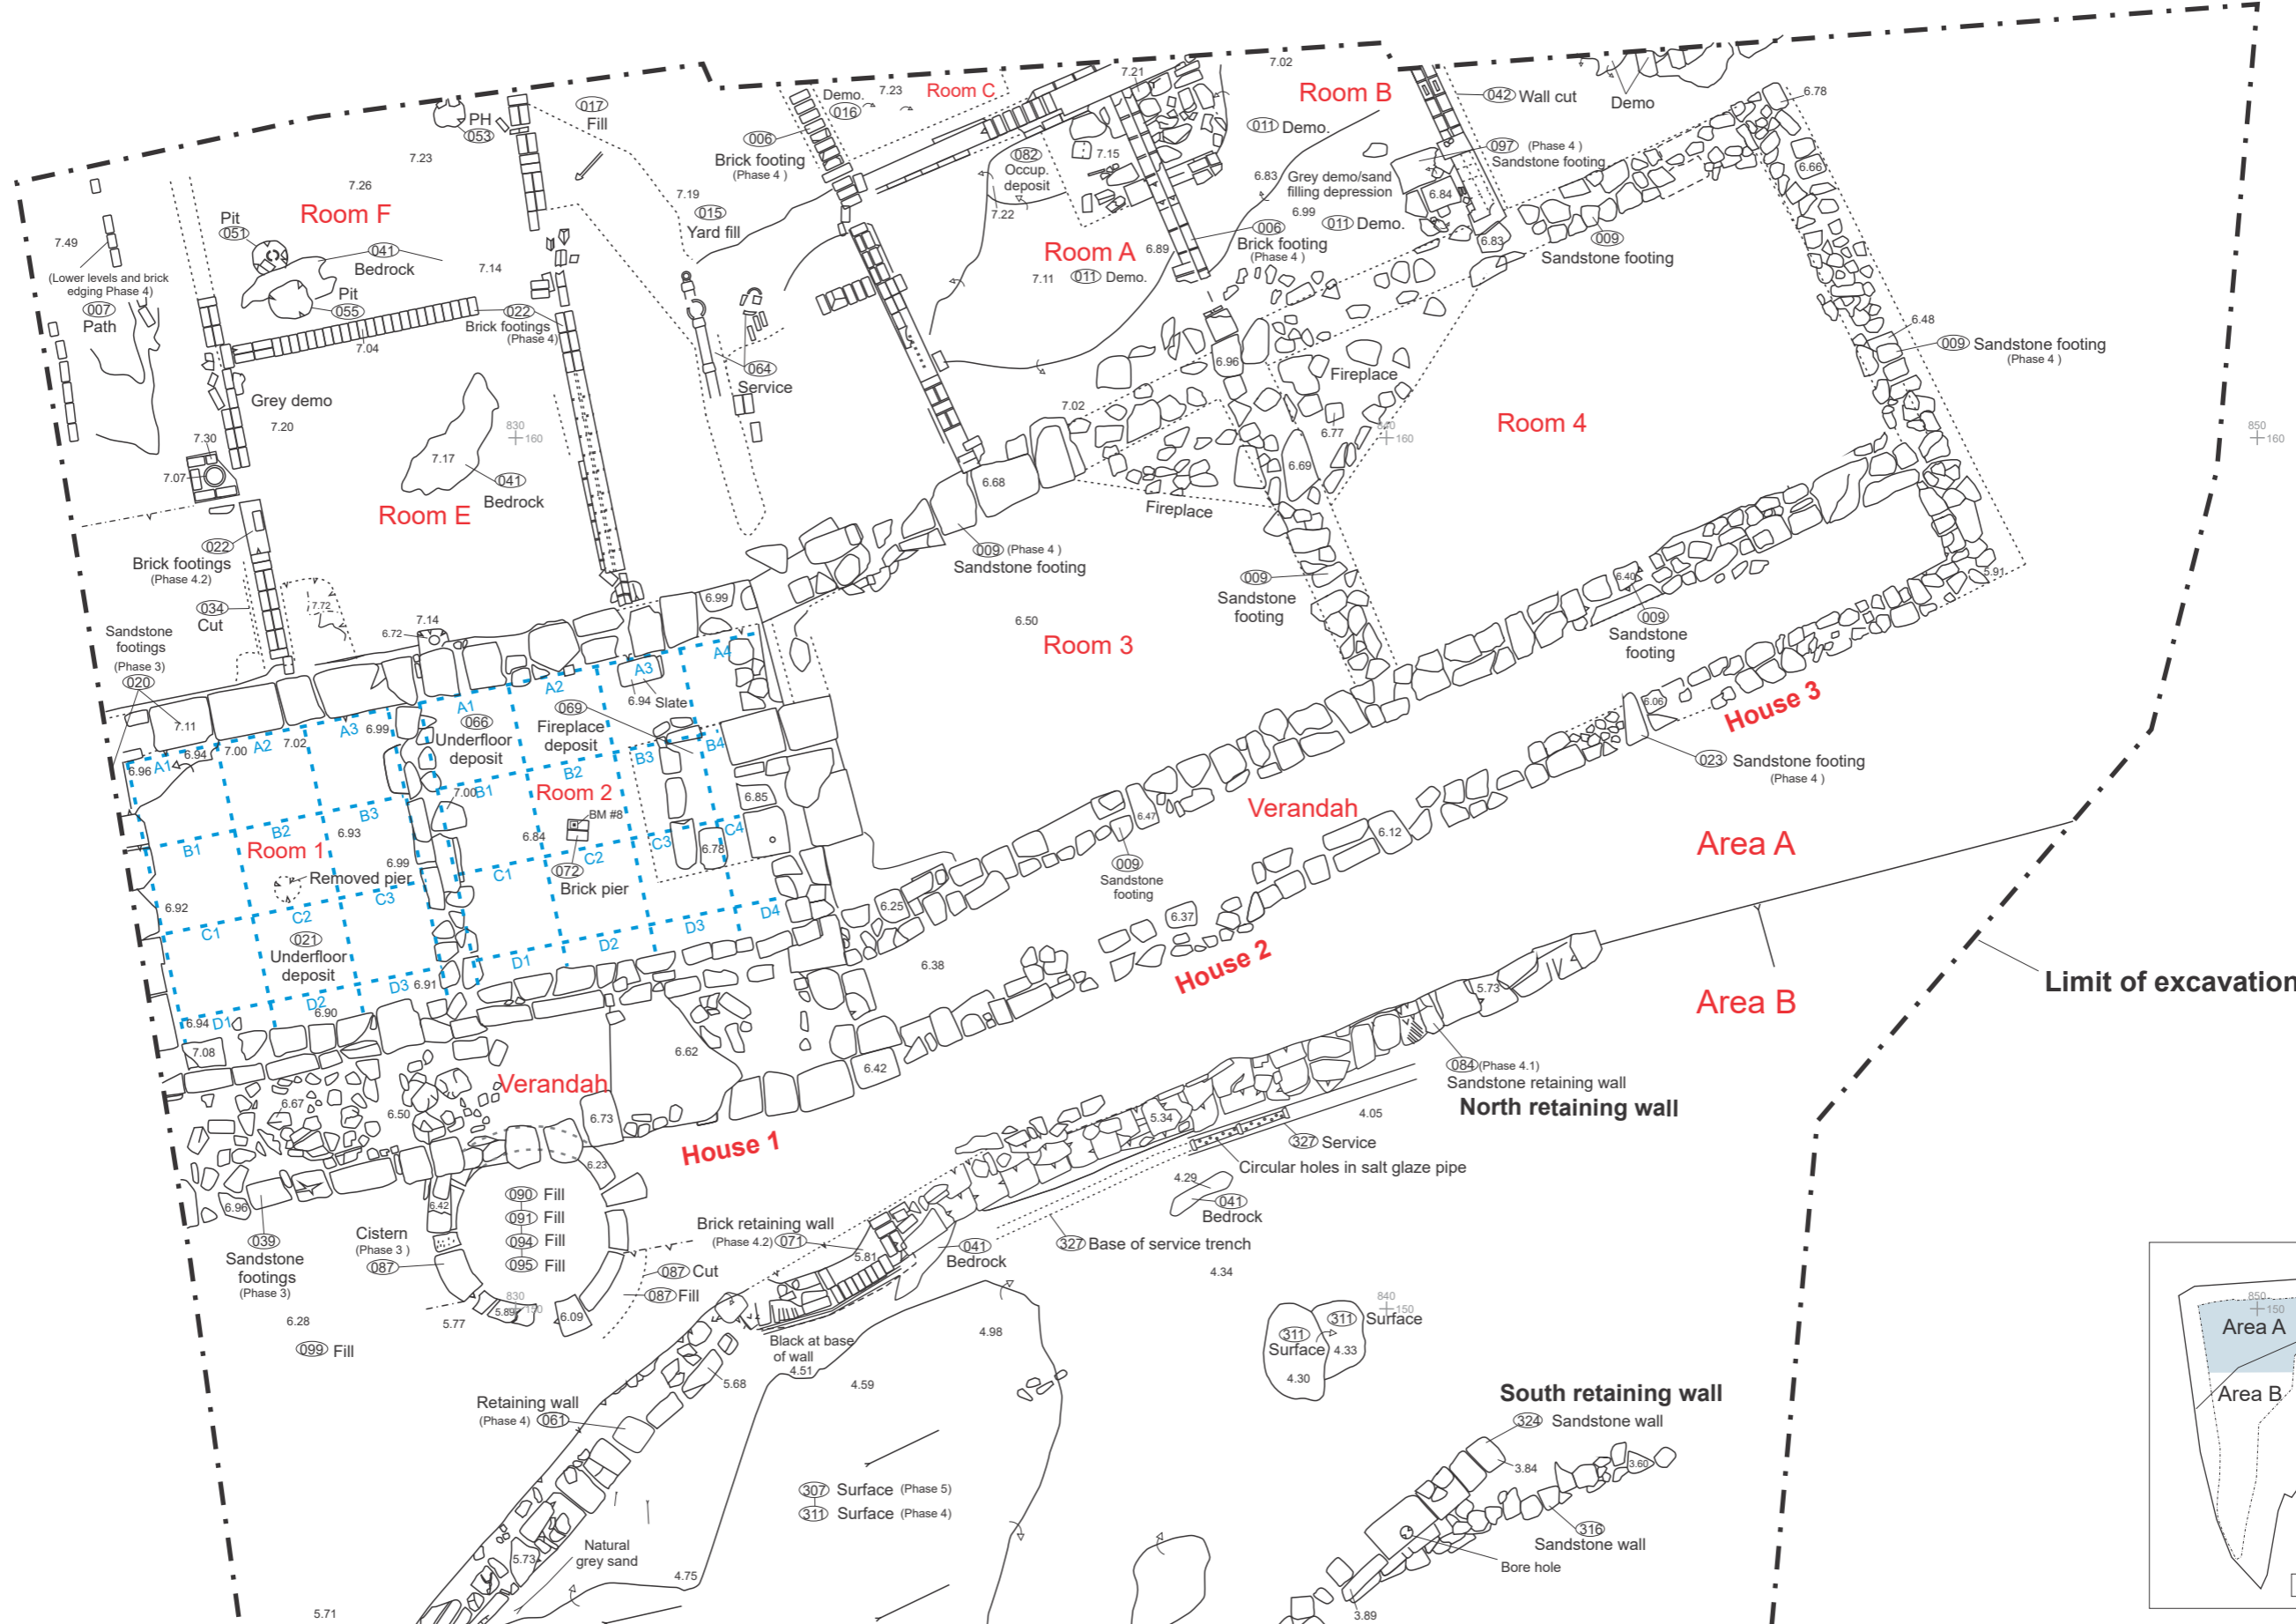 7.02
7.21
Room C
Demo.
016
7.23
Room B
042 Wall cut
Demo
6.78
017
Fill
PH
053
006
Brick footing
(Phase 4 )
011 Demo.
7.23
7.26
Room F
082
Occup.
deposit
7.15
097 (Phase 4 )
Sandstone footing
6.66
6.83
Grey demo/sand
filling depression
6.84
7.19
015
Yard fill
7.22
6.99
011 Demo.
Pit
051
7.49
041
Bedrock
7.14
Room A
6.89
006
Brick footing
(Phase 4 )
6.83
009
Sandstone footing
(Lower levels and brick
edging Phase 4)
007
Path
Pit
055
022
Brick footings
(Phase 4)
7.04
7.11
011 Demo.
6.48
009 Sandstone footing
(Phase 4 )
064
Service
6.96
Fireplace
Grey demo
7.20
7.02
6.77
Room 4
830
160
840
160
850
160
7.30
7.07
7.17
041
Bedrock
6.68
6.69
Fireplace
Room E
022
Brick footings
(Phase 4.2)
009 (Phase 4 )
Sandstone footing
009
Sandstone
footing
6.40
009
Sandstone
footing
5.91
034
Cut
7.72
6.99
6.50
Room 3
7.14
6.72
Sandstone
footings
(Phase 3)
020
7.11
A1
A2
A3
A4
6.94 Slate
066
Underfloor
deposit
069
Fireplace
deposit
6.06
House 3
023 Sandstone footing
(Phase 4 )
6.96
A1
6.94
7.00
A2
7.02
A3
6.99
B1
B2
B3
B4
7.00
Room 2
BM #8
6.84
072
Brick pier
6.85
6.78
B1
B2
B3
6.93
Room 1
6.99
Removed pier
C1
C2
C3
C4
6.47
009
Sandstone
footing
Verandah
6.12
Area A
6.92
C1
C2
C3
021
Underfloor
deposit
D1
D2
D3
D4
6.25
6.37
6.38
House 2
6.94
D1
D2
6.90
D3
6.91
Limit of excavation
Area B
5.73
7.08
6.62
6.42
084 (Phase 4.1)
Sandstone retaining wall
North retaining wall
Verandah
6.67
6.50
6.73
5.34
4.05
327 Service
Circular holes in salt glaze pipe
House 1
6.23
4.29
041
Bedrock
6.96
6.42
090 Fill
091 Fill
094 Fill
095 Fill
039
Sandstone
footings
(Phase 3)
Cistern
(Phase 3 )
087
Brick retaining wall
(Phase 4.2) 071
5.81
041
Bedrock
327 Base of service trench
4.34
087 Cut
087 Fill
830
150
5.89
6.09
5.77
840
150
850
150
6.28
099 Fill
Black at base
of wall
4.51
4.98
311 Surface
311
Surface
4.33
4.30
Area A
Area B
5.68
4.59
Retaining wall
(Phase 4) 061
South retaining wall
324 Sandstone wall
3.84
3.60
307 Surface (Phase 5)
311 Surface (Phase 4)
316
Sandstone wall
Bore hole
Natural
grey sand
5.73
4.75
5.71
3.89